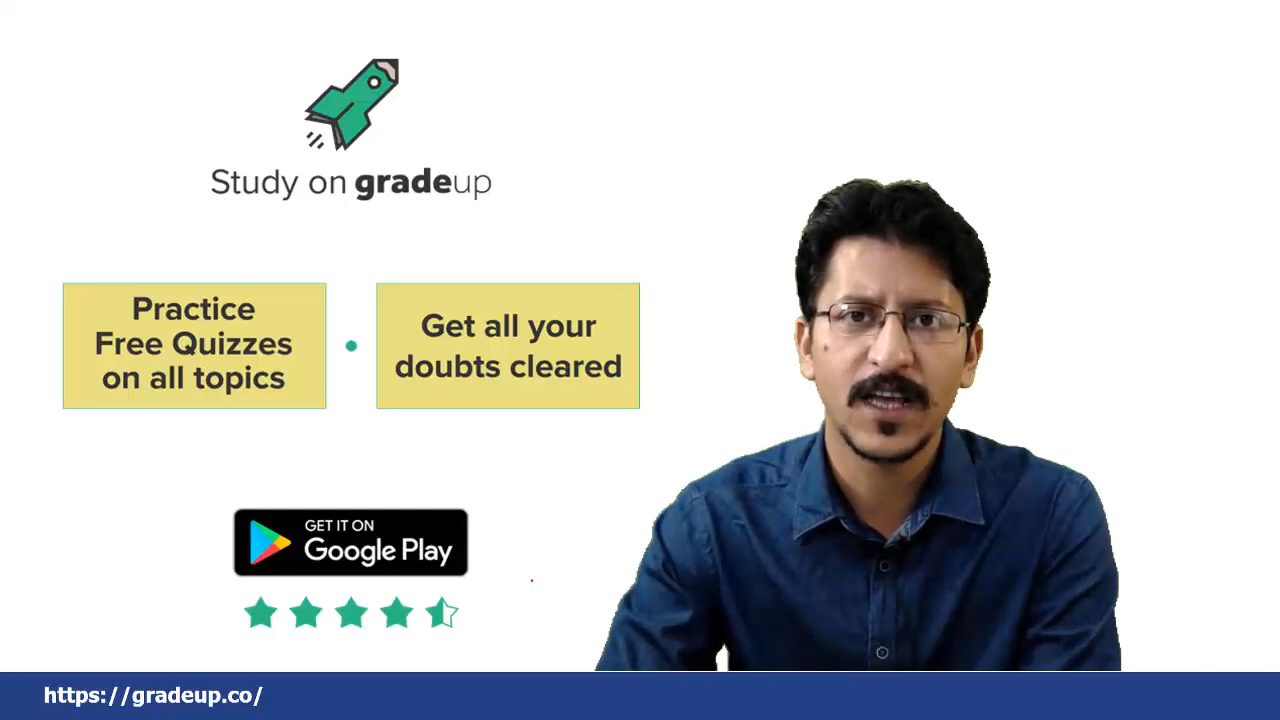 Study on gradeup
Practice
Free Quizzes
on all topics
Get all your
doubts cleared
GET IT ON
Google Play
https://gradeup.co/